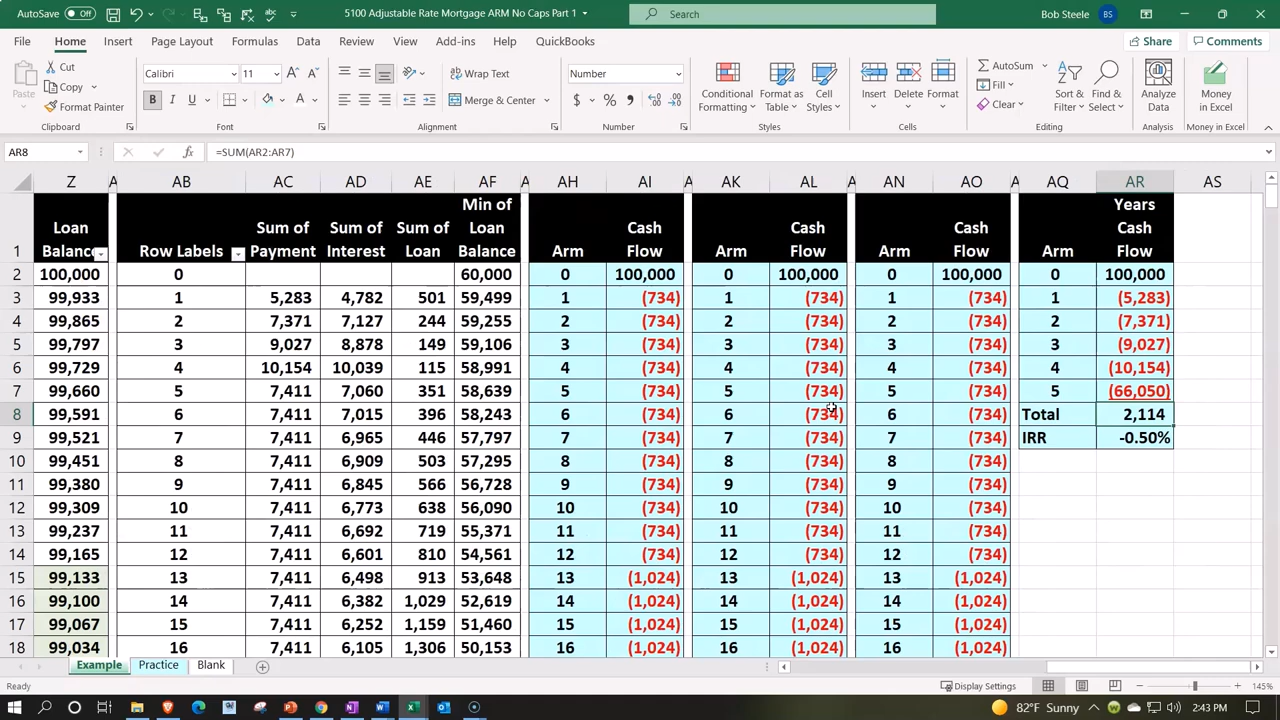 AutoSave Off 5100 Adjustable Rate Mortgage ARM No Caps Part 1 Search Bob Steele BS
File Home Insert Page Layout Formulas Data Review View Add-ins Help QuickBooks Share Comments
Paste Cut Copy Format Painter Clipboard
Calibri 11 B I U A Font
Wrap Text Merge & Center Alignment
Number $ % , Number
Conditional Formatting Format as Table Cell Styles Styles
Insert Delete Format Cells
AutoSum Fill Clear Sort & Filter Find & Select Editing
Analyze Data Analysis
Money in Excel Money in Excel
AR8 fx =SUM(AR2:AR7)
Z A AB AC AD AE AF A AH AI A AK AL A AN AO A AQ AR AS
1 Loan Balance Row Labels Sum of Payment Sum of Interest Sum of Loan Min of Loan Balance Arm Cash Flow Arm Cash Flow Arm Cash Flow Arm Years Cash Flow
2 100,000 0 60,000 0 100,000 0 100,000 0 100,000 0 100,000
3 99,933 1 5,283 4,782 501 59,499 1 (734) 1 (734) 1 (734) 1 (5,283)
4 99,865 2 7,371 7,127 244 59,255 2 (734) 2 (734) 2 (734) 2 (7,371)
5 99,797 3 9,027 8,878 149 59,106 3 (734) 3 (734) 3 (734) 3 (9,027)
6 99,729 4 10,154 10,039 115 58,991 4 (734) 4 (734) 4 (734) 4 (10,154)
7 99,660 5 7,411 7,060 351 58,639 5 (734) 5 (734) 5 (734) 5 (66,050)
8 99,591 6 7,411 7,015 396 58,243 6 (734) 6 (734) 6 (734) Total 2,114
9 99,521 7 7,411 6,965 446 57,797 7 (734) 7 (734) 7 (734) IRR -0.50%
10 99,451 8 7,411 6,909 503 57,295 8 (734) 8 (734) 8 (734)
11 99,380 9 7,411 6,845 566 56,728 9 (734) 9 (734) 9 (734)
12 99,309 10 7,411 6,773 638 56,090 10 (734) 10 (734) 10 (734)
13 99,237 11 7,411 6,692 719 55,371 11 (734) 11 (734) 11 (734)
14 99,165 12 7,411 6,601 810 54,561 12 (734) 12 (734) 12 (734)
15 99,133 13 7,411 6,498 913 53,648 13 (1,024) 13 (1,024) 13 (1,024)
16 99,100 14 7,411 6,382 1,029 52,619 14 (1,024) 14 (1,024) 14 (1,024)
17 99,067 15 7,411 6,252 1,159 51,460 15 (1,024) 15 (1,024) 15 (1,024)
18 99,034 16 7,411 6,105 1,306 50,153 16 (1,024) 16 (1,024) 16 (1,024)
Example Practice Blank
Ready Display Settings 145%
82°F Sunny 2:43 PM